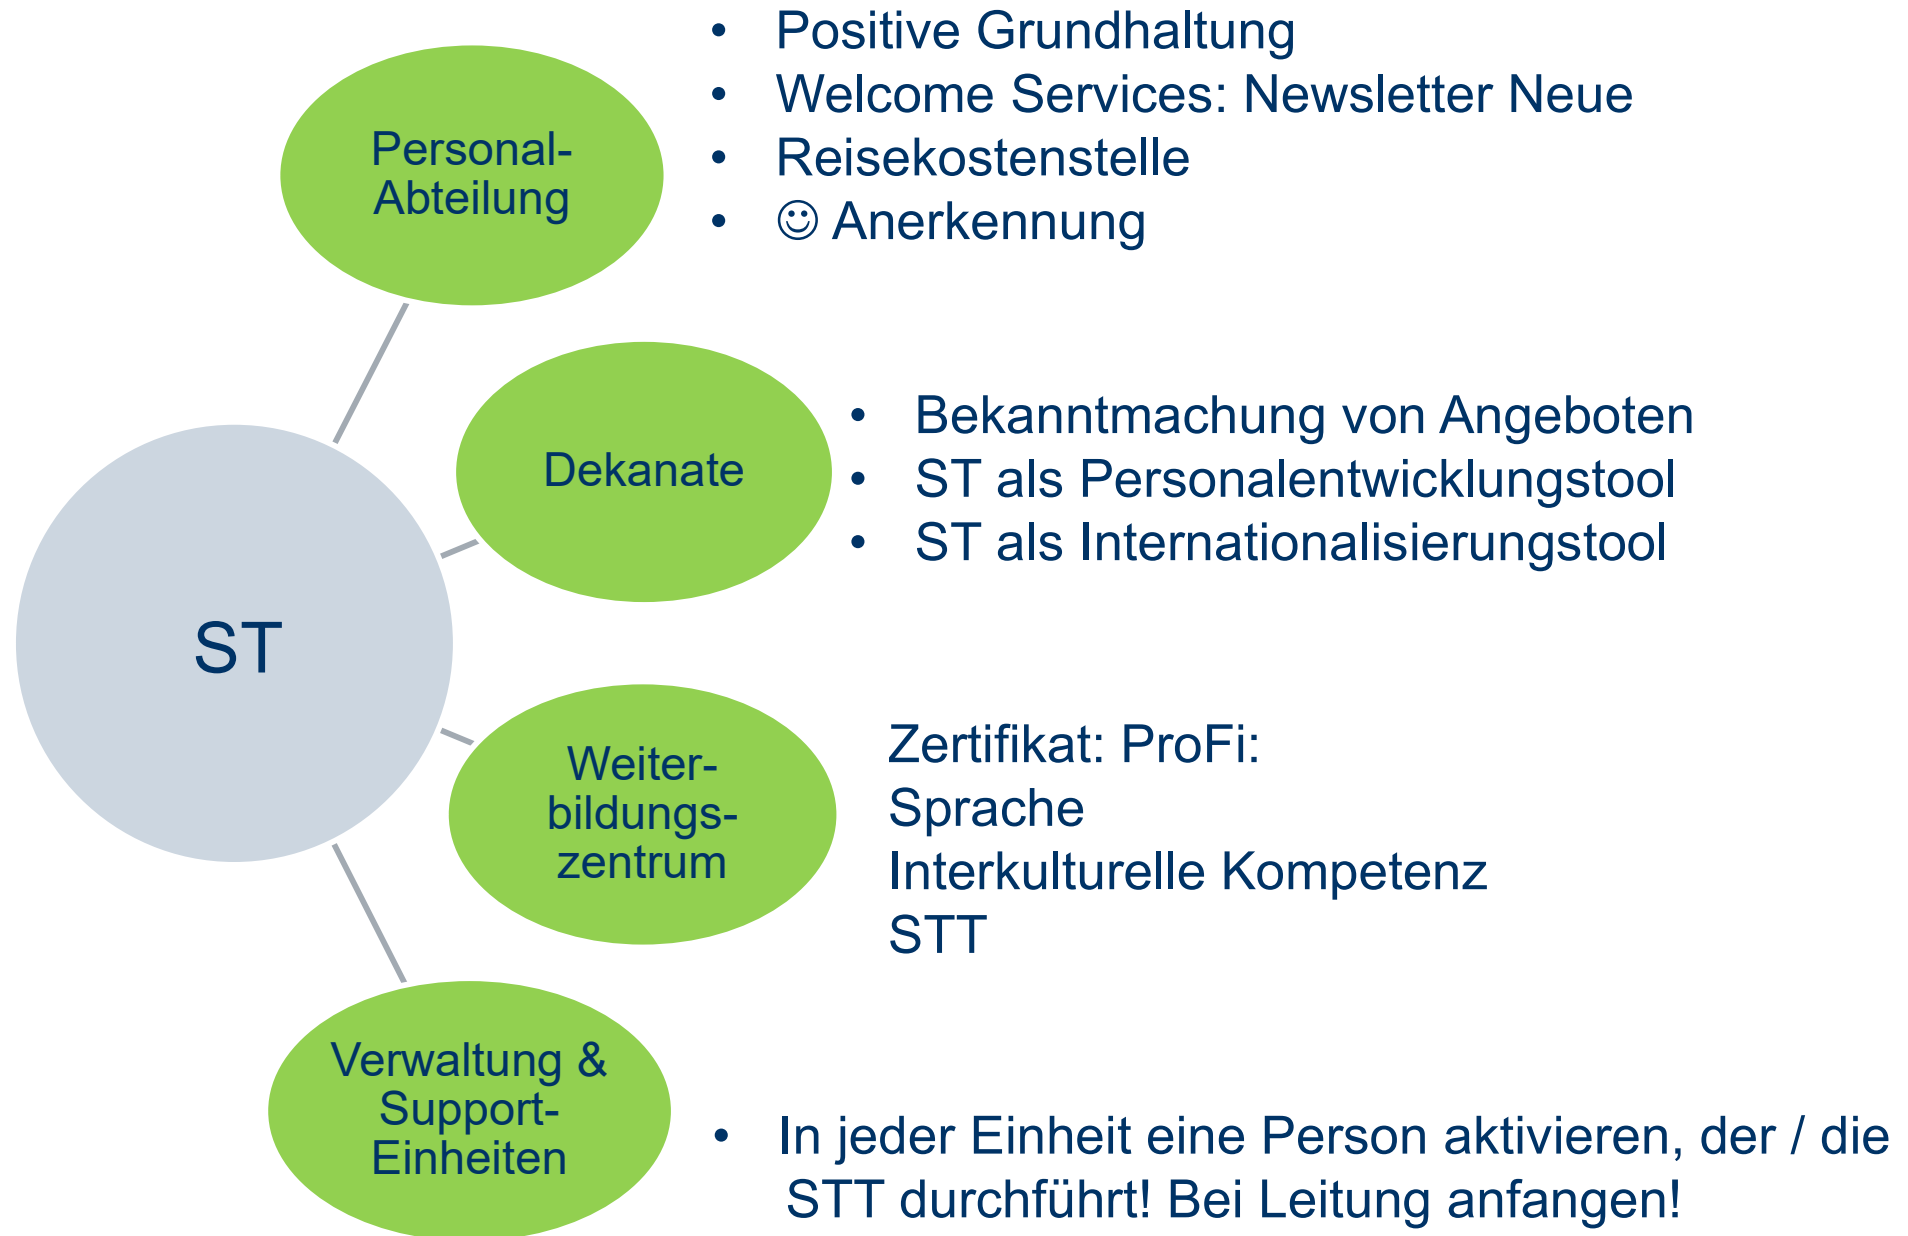 • Positive Grundhaltung
• Welcome Services: Newsletter Neue
• Reisekostenstelle
• ☺ Anerkennung
Personal-
Abteilung
Dekanate
• Bekanntmachung von Angeboten
• ST als Personalentwicklungstool
• ST als Internationalisierungstool
ST
Weiter-
bildungs-
zentrum
Zertifikat: ProFi:
Sprache
Interkulturelle Kompetenz
STT
Verwaltung &
Support-
Einheiten
• In jeder Einheit eine Person aktivieren, der / die
STT durchführt! Bei Leitung anfangen!